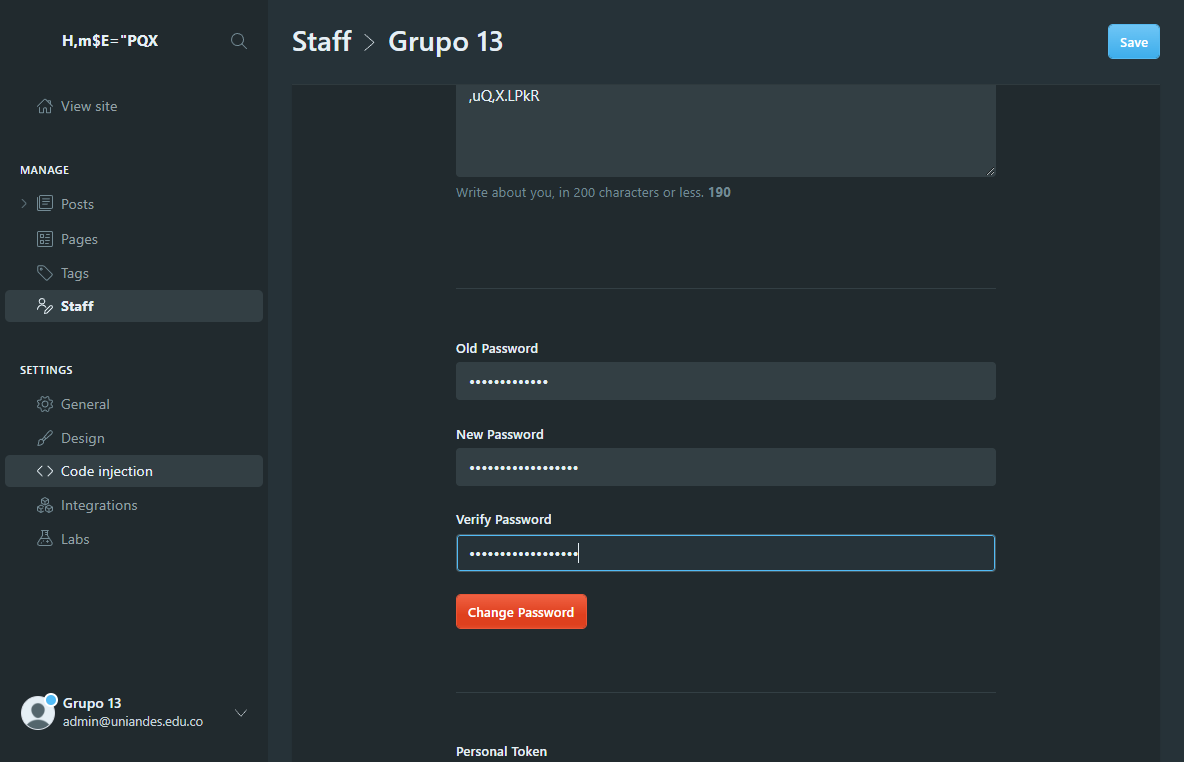 H,m$E="PQX
View site
MANAGE
Posts
Pages
Tags
Staff
SETTINGS
General
Design
Code injection
Integrations
Labs
Grupo 13
admin@uniandes.edu.co
Staff > Grupo 13
Save
,uQ,X.LPkR
Write about you, in 200 characters or less. 190
Old Password
•••••••••••••
New Password
••••••••••••••••••
Verify Password
••••••••••••••••••
Change Password
Personal Token